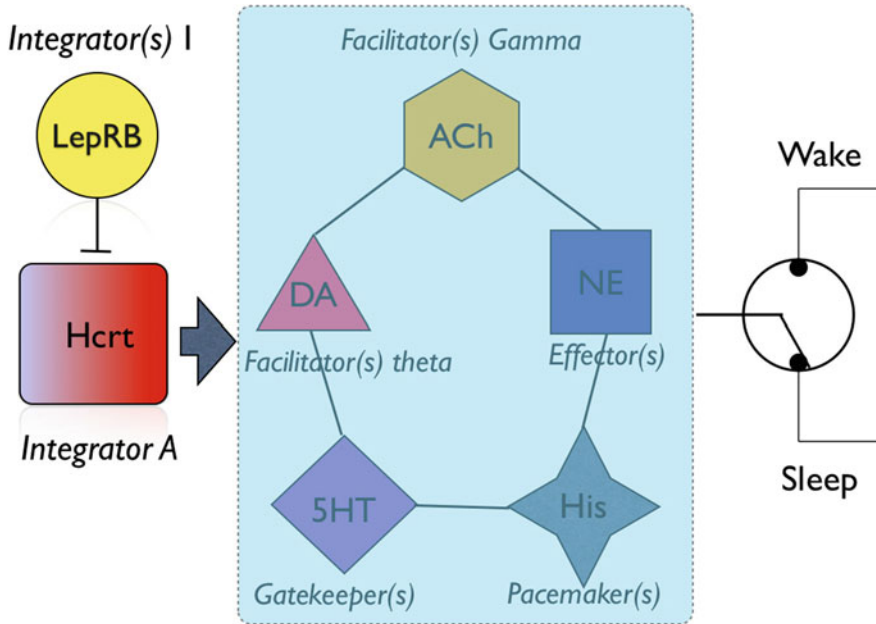 Integrator(s) I
LepRB
Hcrt
Integrator A
Facilitator(s) Gamma
ACh
DA
Facilitator(s) theta
NE
Effector(s)
5HT
Gatekeeper(s)
His
Pacemaker(s)
Wake
Sleep